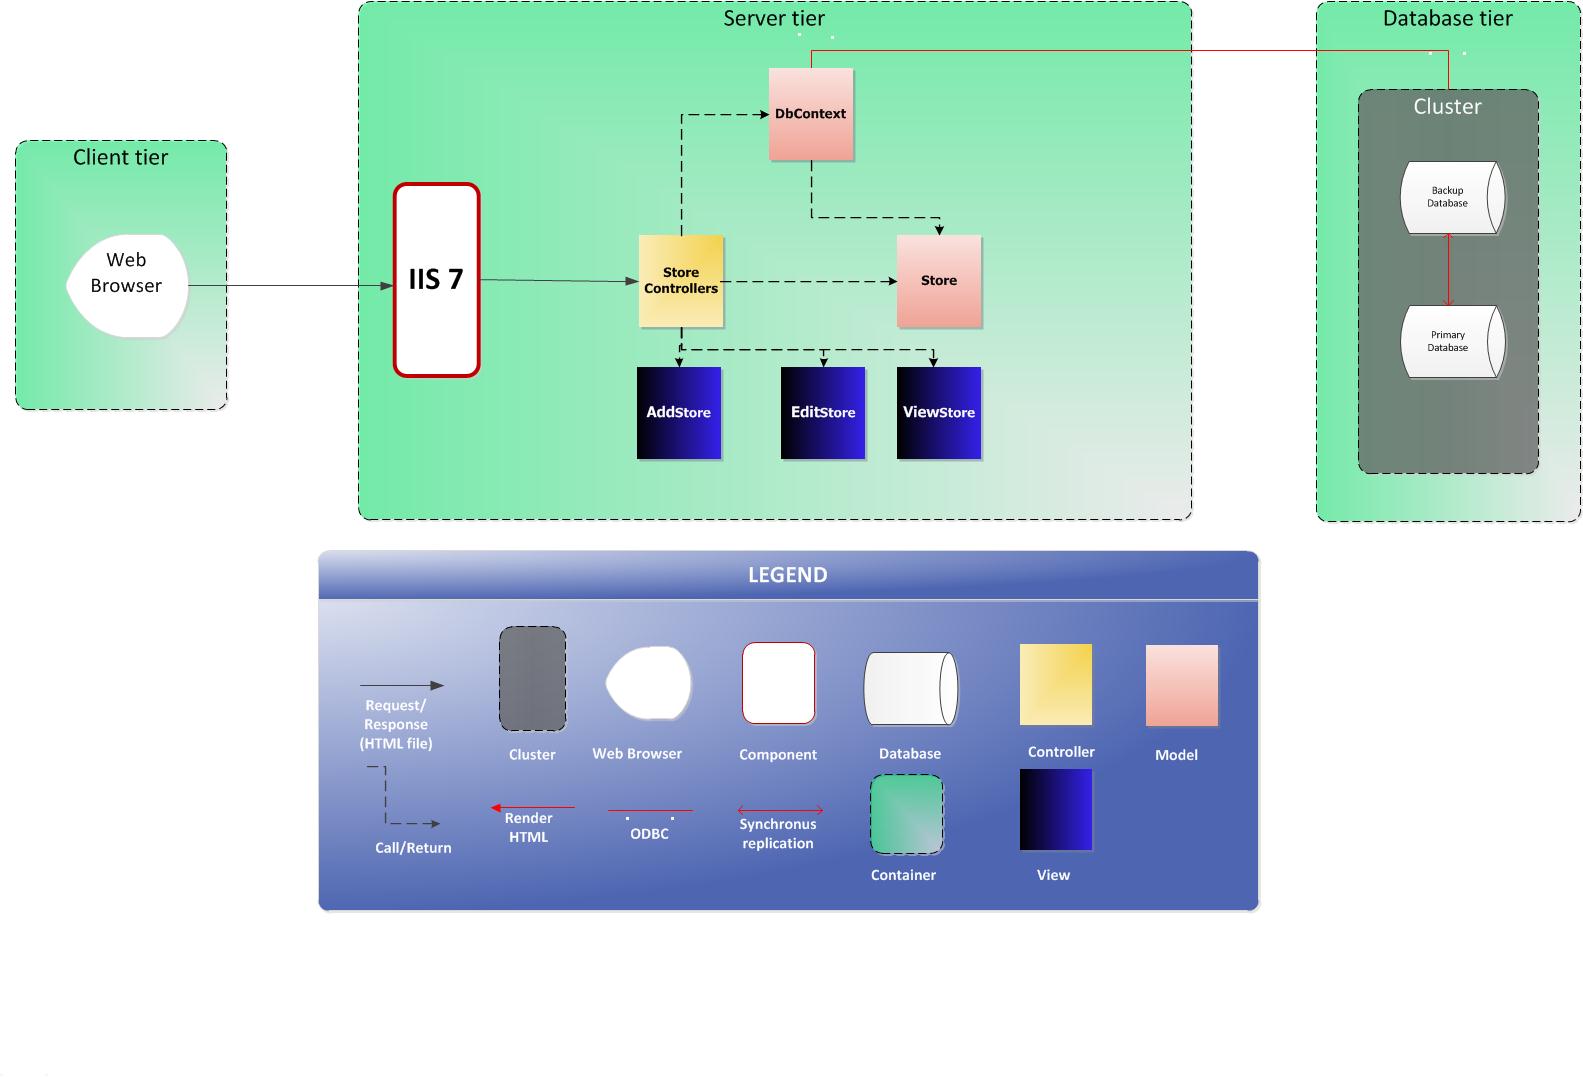 Server tier
Database tier
Client tier
Web
Browser
IIS 7
DbContext
Store
Controllers
Store
AddStore
EditStore
ViewStore
Cluster
Backup
Database
Primary
Database
LEGEND
Request/
Response
(HTML file)
Cluster
Web Browser
Component
Database
Controller
Model
Call/Return
Render
HTML
ODBC
Synchronus
replication
Container
View